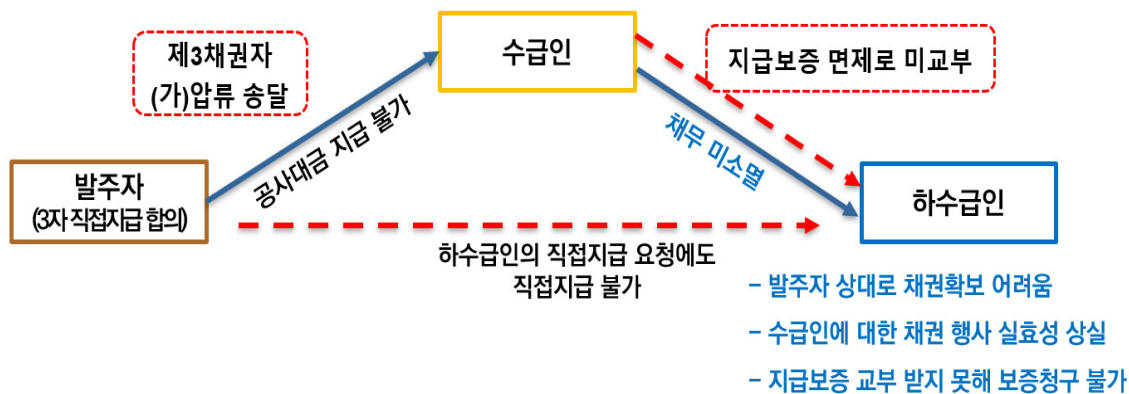 제3채권자
(가)압류 송달
수급인
지급보증 면제로 미교부
공사대금 지급 불가
채무 미소멸
발주자
(3자 직접지급 합의)
하수급인
하수급인의 직접지급 요청에도
직접지급 불가
– 발주자 상대로 채권확보 어려움
– 수급인에 대한 채권 행사 실효성 상실
– 지급보증 교부 받지 못해 보증청구 불가